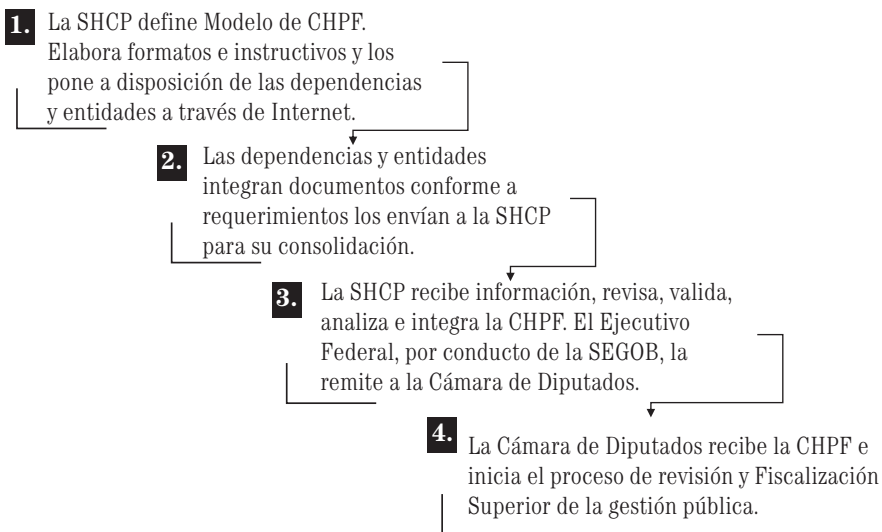 1. La SHCP define Modelo de CHPF.
Elabora formatos e instructivos y los
pone a disposición de las dependencias
y entidades a través de Internet.
2. Las dependencias y entidades
integran documentos conforme a
requerimientos los envían a la SHCP
para su consolidación.
3. La SHCP recibe información, revisa, valida,
analiza e integra la CHPF. El Ejecutivo
Federal, por conducto de la SEGOB, la
remite a la Cámara de Diputados.
4. La Cámara de Diputados recibe la CHPF e
inicia el proceso de revisión y Fiscalización
Superior de la gestión pública.